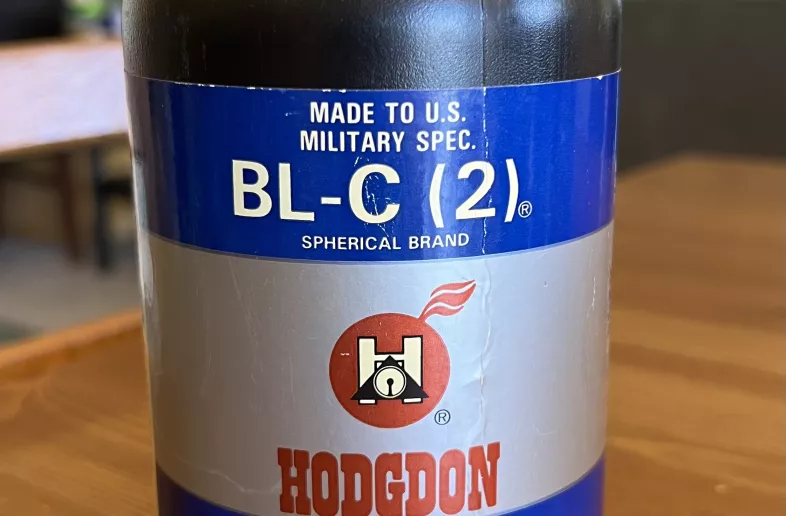 MADE TO U.S.
MILITARY SPEC.
BL-C (2)®
SPHERICAL BRAND
H
®
HODGDON